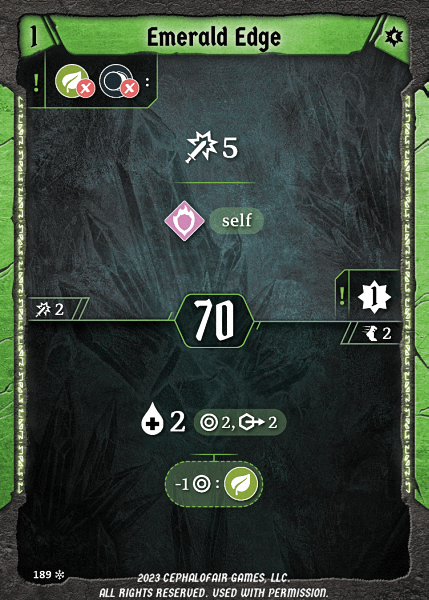 1 Emerald Edge
! x x :
5
self
! 1
2
70
2
2 2, 2
-1 :
189
2023 CEPHALOFAIR GAMES, LLC.
ALL RIGHTS RESERVED. USED WITH PERMISSION.